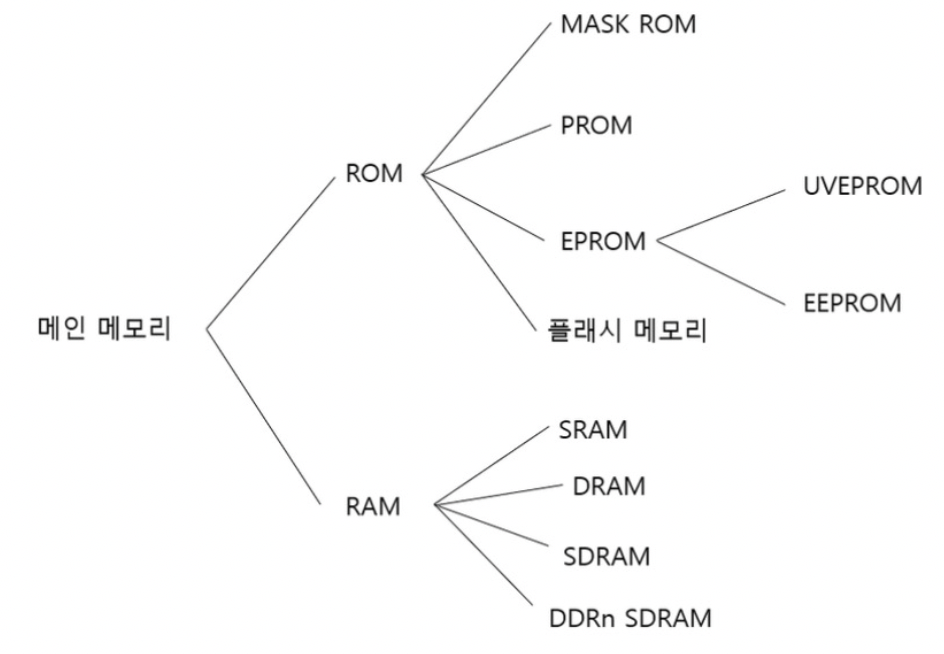 MASK ROM
PROM
ROM
UVEPROM
EPROM
EEPROM
메인 메모리
플래시 메모리
SRAM
DRAM
RAM
SDRAM
DDRn SDRAM